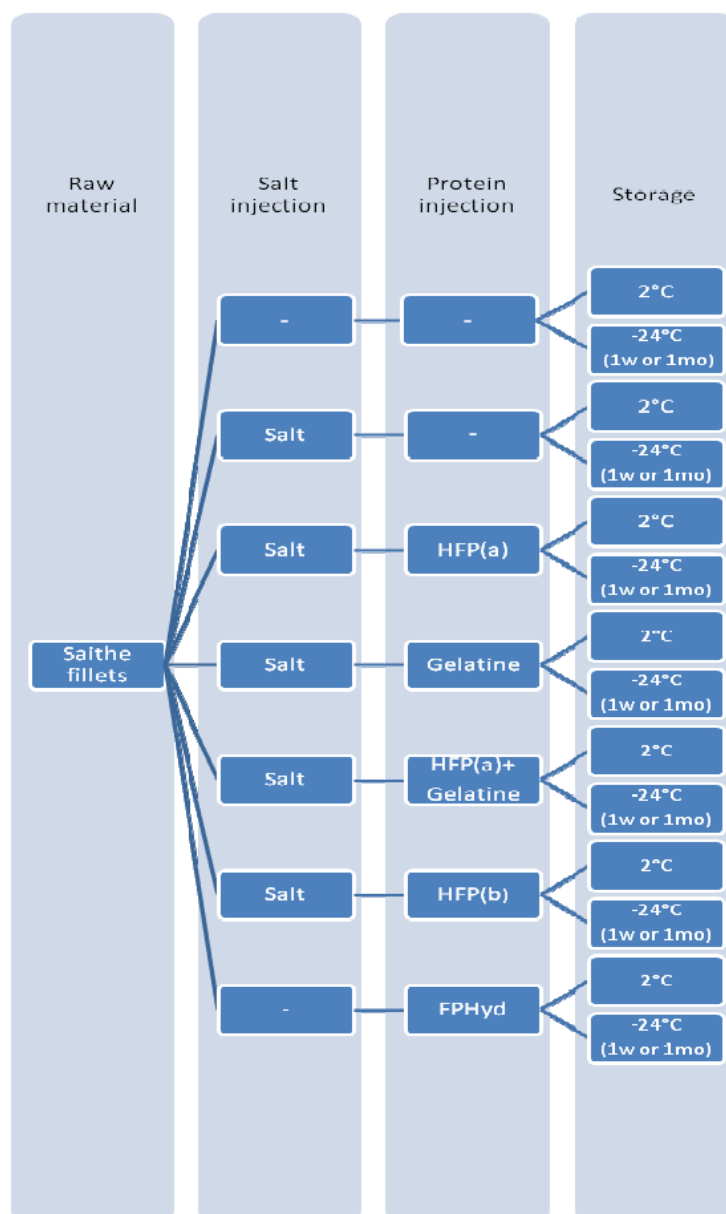 Raw
material
Salt
injection
Protein
injection
Storage
-
-
2°C
-24°C
(1w or 1mo)
Salt
-
2°C
-24°C
(1w or 1mo)
Salt
HFP(a)
2°C
-24°C
(1w or 1mo)
Saithe
fillets
Salt
Gelatine
2°C
-24°C
(1w or 1mo)
Salt
HFP(a)+
Gelatine
2°C
-24°C
(1w or 1mo)
Salt
HFP(b)
2°C
-24°C
(1w or 1mo)
-
FPHyd
2°C
-24°C
(1w or 1mo)